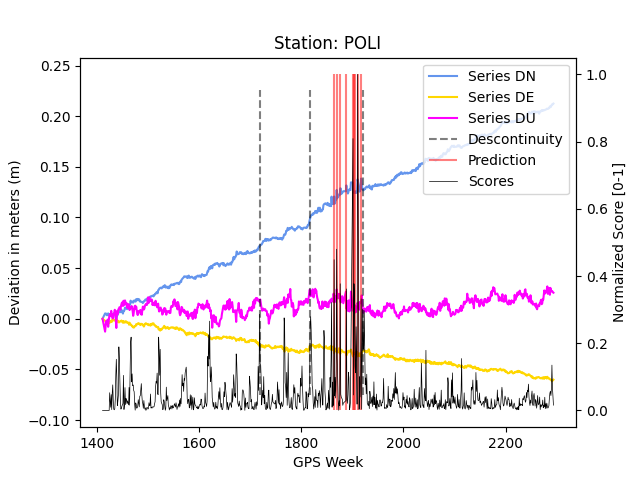 Station: POLI
Series DN
Series DE
Series DU
Descontinuity
Prediction
Scores
Deviation in meters (m)
0.25
0.20
0.15
0.10
0.05
0.00
−0.05
−0.10
1400
1600
1800
2000
2200
GPS Week
1.0
0.8
0.6
0.4
0.2
0.0
Normalized Score [0-1]